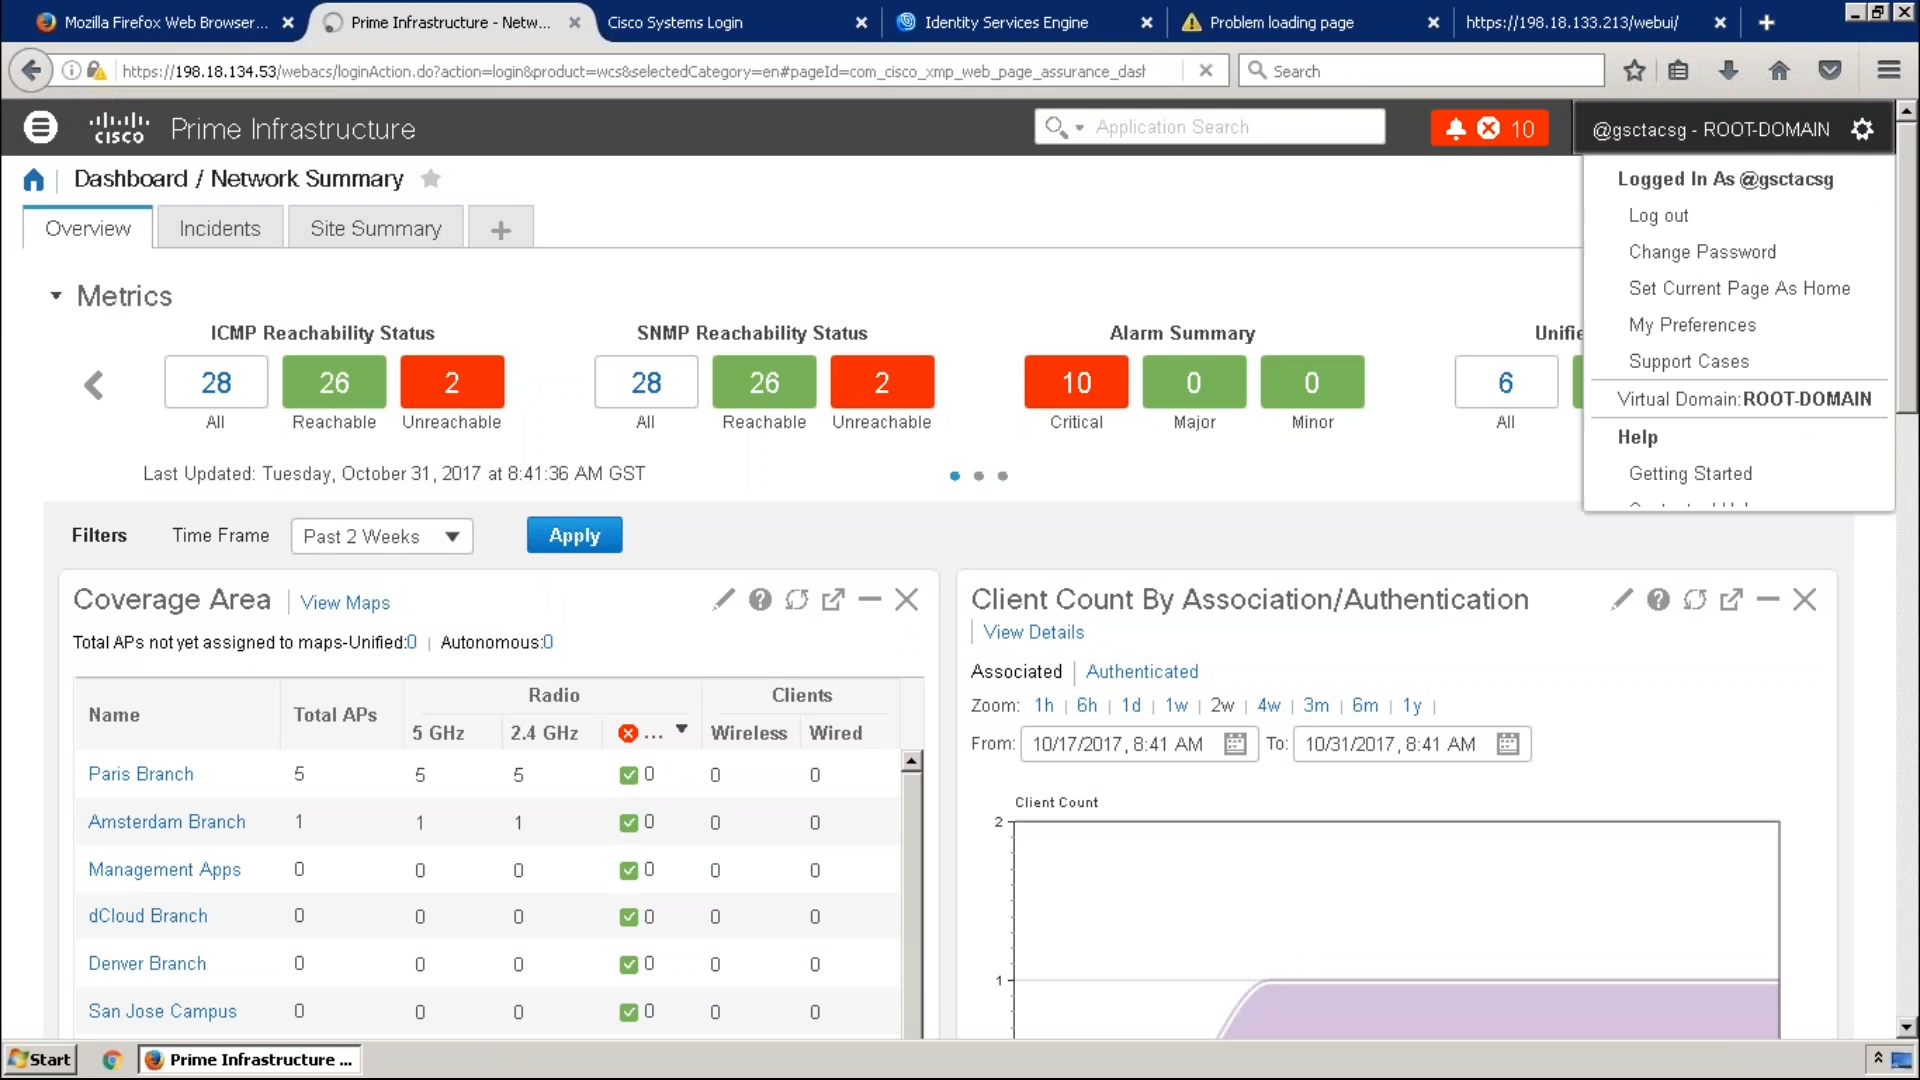 Mozilla Firefox Web Browser...
Prime Infrastructure - Netw...
Cisco Systems Login
Identity Services Engine
Problem loading page
https://198.18.133.213/webui/
https://198.18.134.53/webacs/loginAction.do?action=login&product=wcs&selectedCategory=en#pageId=com_cisco_xmp_web_page_assurance_dasl
Search
cisco Prime Infrastructure
Application Search
10
@gsctacsg - ROOT-DOMAIN
Dashboard / Network Summary
Logged In As @gsctacsg
Log out
Change Password
Set Current Page As Home
My Preferences
Support Cases
Virtual Domain:ROOT-DOMAIN
Help
Getting Started
Overview
Incidents
Site Summary
Metrics
ICMP Reachability Status
28 26 2
All Reachable Unreachable
SNMP Reachability Status
28 26 2
All Reachable Unreachable
Alarm Summary
10 0 0
Critical Major Minor
Unifie
6
All
Last Updated: Tuesday, October 31, 2017 at 8:41:36 AM GST
Filters Time Frame Past 2 Weeks Apply
Coverage Area View Maps
Total APs not yet assigned to maps-Unified:0 | Autonomous:0
Radio Clients
Name Total APs 5 GHz 2.4 GHz ... Wireless Wired
Paris Branch 5 5 5 0 0 0
Amsterdam Branch 1 1 1 0 0 0
Management Apps 0 0 0 0 0 0
dCloud Branch 0 0 0 0 0 0
Denver Branch 0 0 0 0 0 0
San Jose Campus 0 0 0 0 0 0
Client Count By Association/Authentication
View Details
Associated Authenticated
Zoom: 1h | 6h | 1d | 1w | 2w | 4w | 3m | 6m | 1y |
From: 10/17/2017, 8:41 AM To: 10/31/2017, 8:41 AM
Client Count
2
1
Start
Prime Infrastructure ...